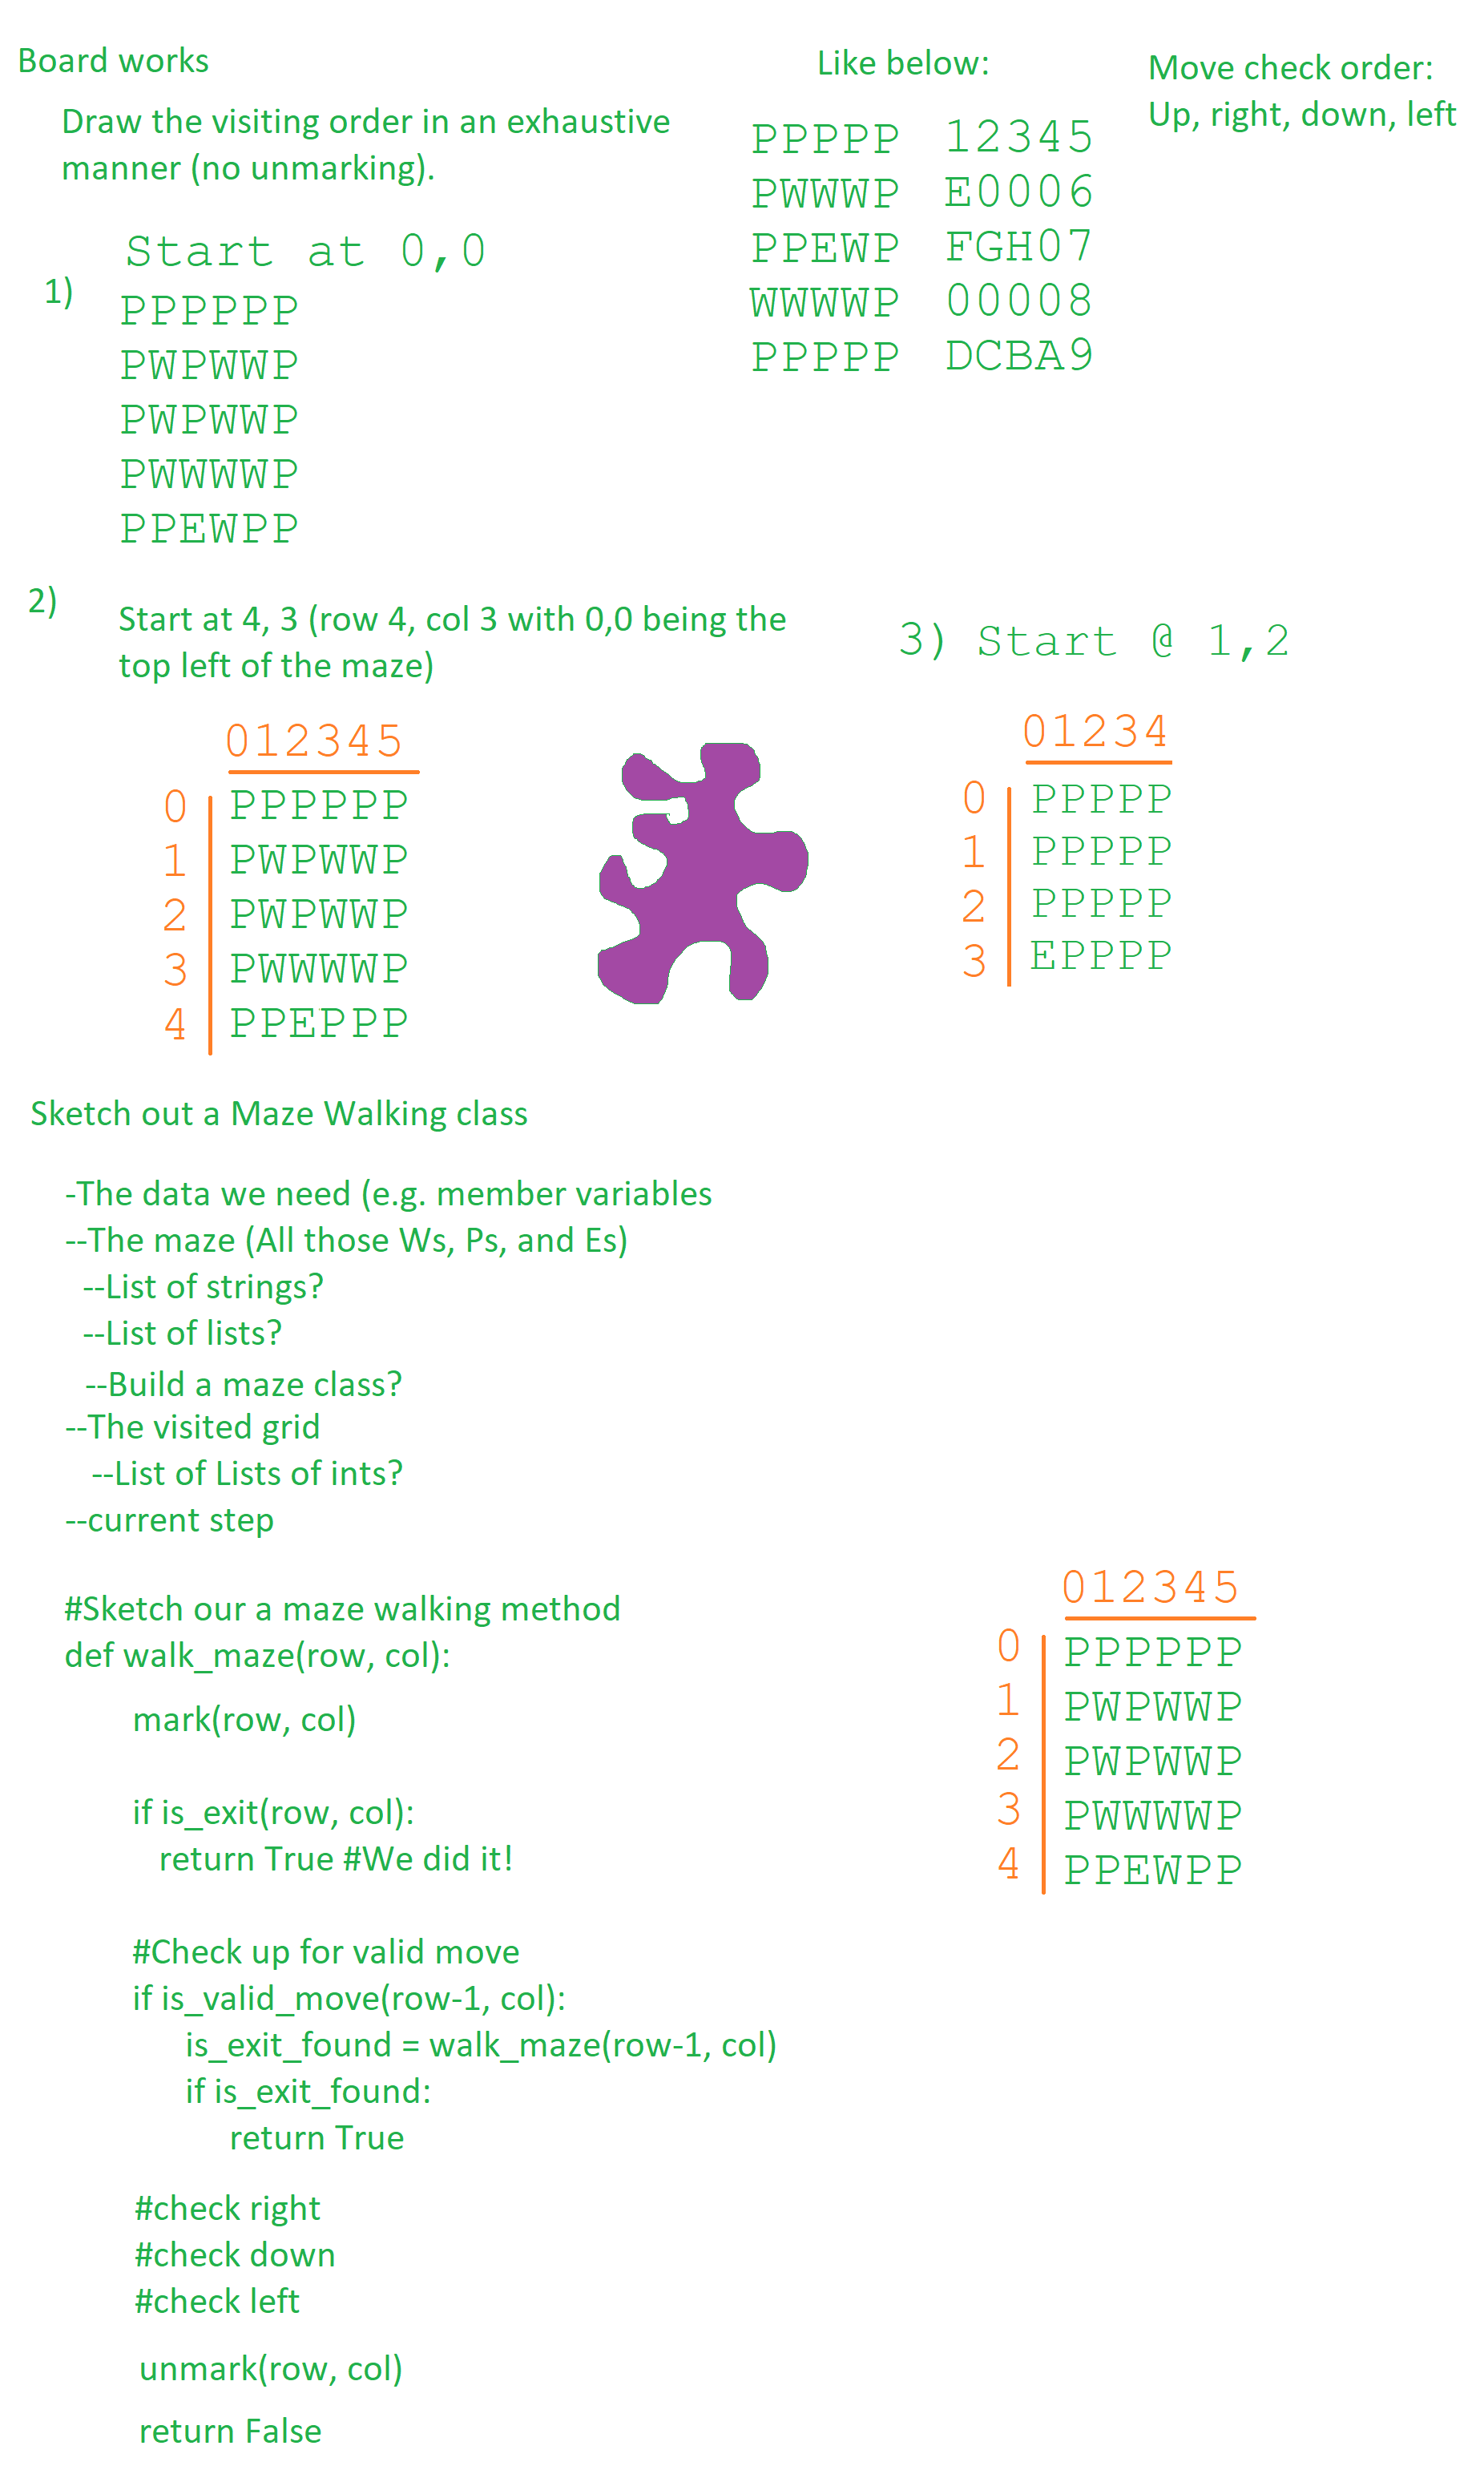 Board works
Draw the visiting order in an exhaustive
manner (no unmarking).
Like below:
PPPPP 12345
PWWWP E0006
PPEWP FGH07
WWWWP 00008
PPPPP DCBA9
Move check order:
Up, right, down, left
Start at 0,0
1)
PPPPPP
PWPWWP
PWPWWP
PWWWWP
PPEWPP
2)
Start at 4, 3 (row 4, col 3 with 0,0 being the
top left of the maze)
012345
0 PPPPPP
1 PWPWWP
2 PWPWWP
3 PWWWWP
4 PPEPPP
3) Start @ 1,2
01234
0 PPPPP
1 PPPPP
2 PPPPP
3 EPPPP
Sketch out a Maze Walking class
-The data we need (e.g. member variables
--The maze (All those Ws, Ps, and Es)
--List of strings?
--List of lists?
--Build a maze class?
--The visited grid
--List of Lists of ints?
--current step
#Sketch our a maze walking method
def walk_maze(row, col):
mark(row, col)
if is_exit(row, col):
return True #We did it!
#Check up for valid move
if is_valid_move(row-1, col):
is_exit_found = walk_maze(row-1, col)
if is_exit_found:
return True
#check right
#check down
#check left
unmark(row, col)
return False
012345
0 PPPPPP
1 PWPWWP
2 PWPWWP
3 PWWWWP
4 PPEWPP